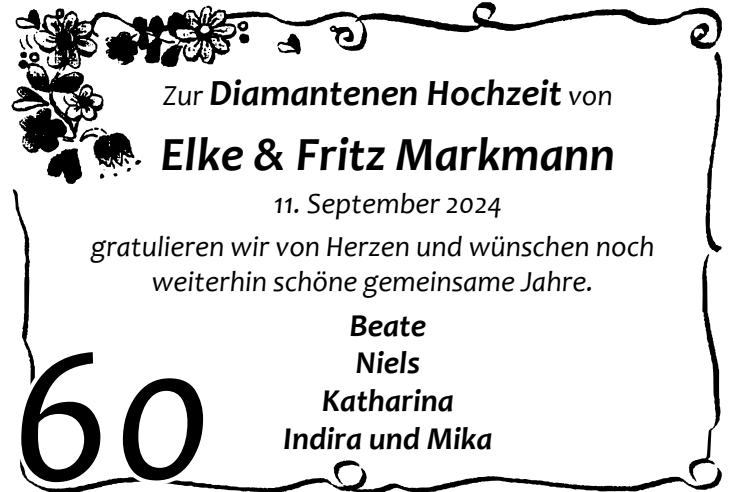 Zur Diamantenen Hochzeit von
Elke & Fritz Markmann
11. September 2024
gratulieren wir von Herzen und wünschen noch
weiterhin schöne gemeinsame Jahre.
Beate
Niels
Katharina
Indira und Mika
60